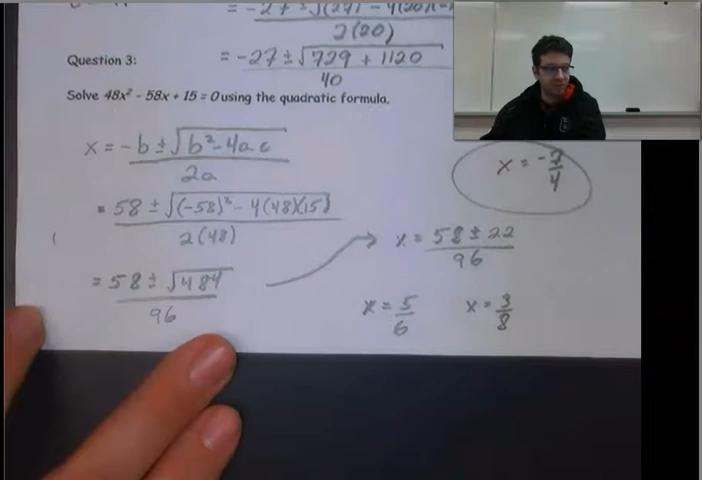 2(20)
= -27 ± √729 + 1120
40
Question 3:
Solve 48x² - 58x + 15 = 0 using the quadratic formula.
x = -b ± √b² - 4ac
2a
= 58 ± √(-58)² - 4(48)(15)
2(48)
= 58 ± √484
96
x = -7/4
x = 58 ± 22
96
x = 5/6 x = 3/8